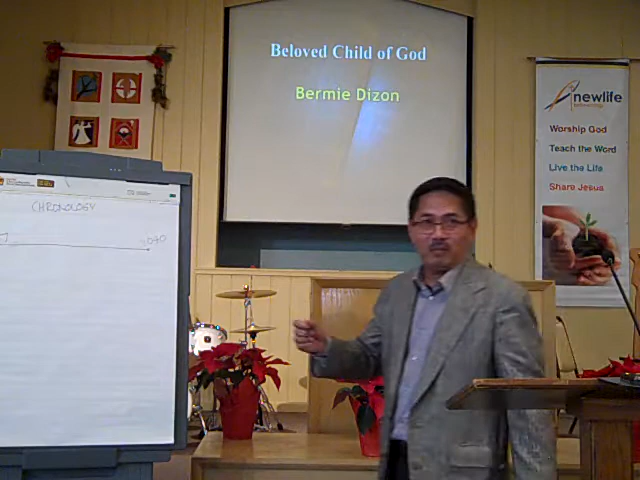 Beloved Child of God
Bermie Dizon
newlife
Worship God
Teach the Word
Live the Life
Share Jesus
CHRONOLOGY